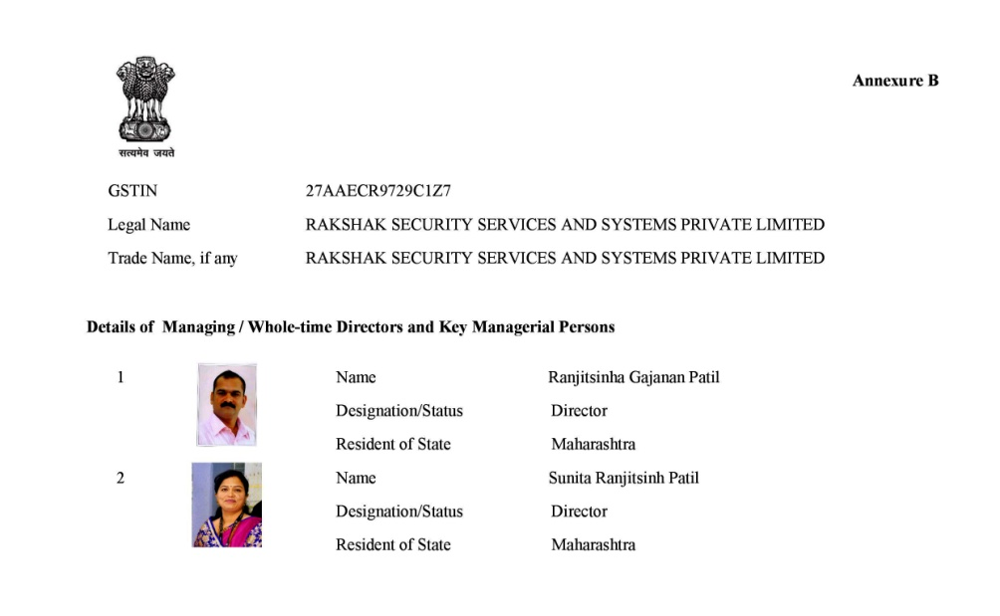 Annexure B
सत्यमेव जयते
GSTIN 27AAECR9729C1Z7
Legal Name RAKSHAK SECURITY SERVICES AND SYSTEMS PRIVATE LIMITED
Trade Name, if any RAKSHAK SECURITY SERVICES AND SYSTEMS PRIVATE LIMITED
Details of Managing / Whole-time Directors and Key Managerial Persons
1 Name Ranjitsinha Gajanan Patil
Designation/Status Director
Resident of State Maharashtra
2 Name Sunita Ranjitsinh Patil
Designation/Status Director
Resident of State Maharashtra